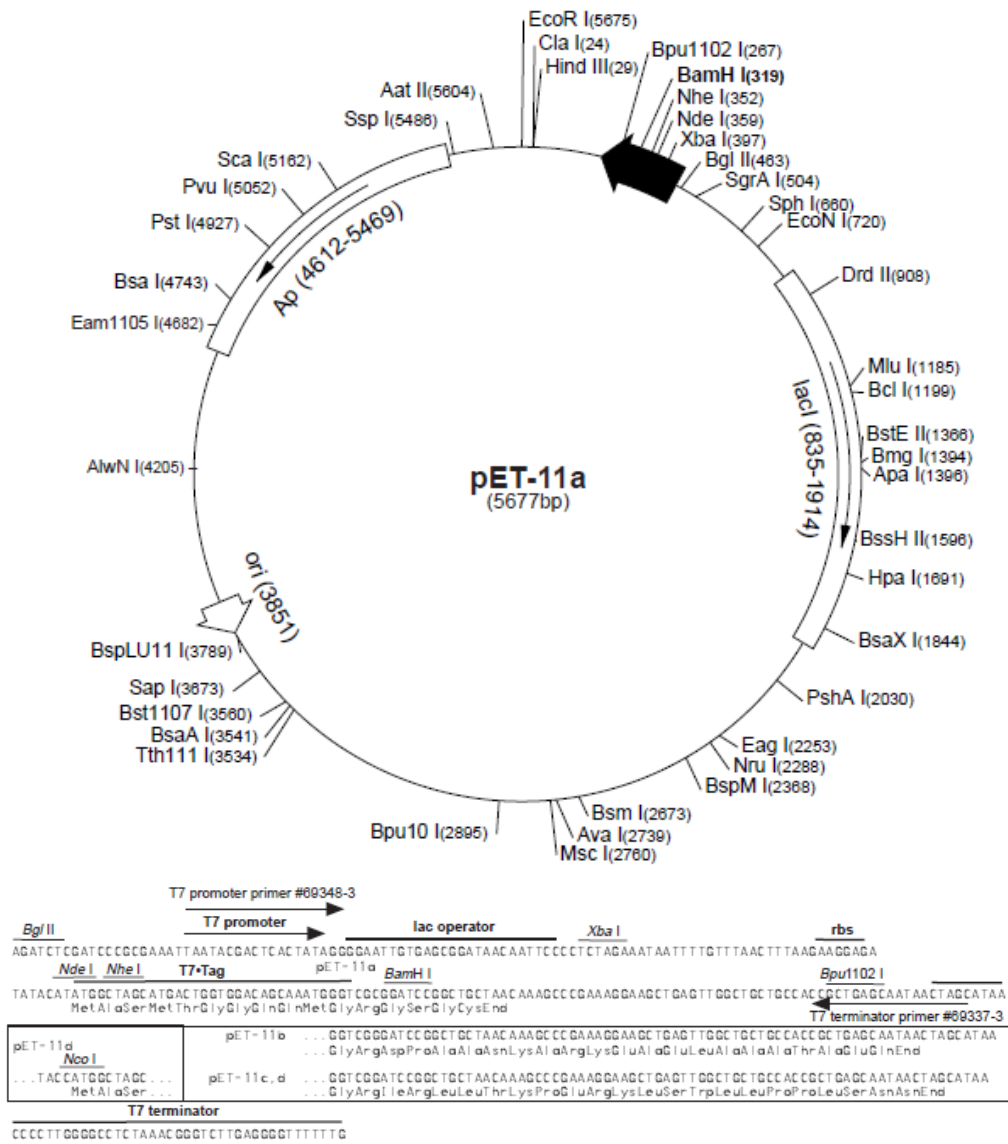 EcoR I(5675)
Cla I(24)
Hind III(29)
Bpu1102 I(267)
BamH I(319)
Nhe I(352)
Nde I(359)
Xba I(397)
Bgl II(463)
SgrA I(504)
Sph I(660)
EcoN I(720)
Drd II(908)
Mlu I(1185)
Bcl I(1199)
BstE II(1366)
Bmg I(1394)
Apa I(1396)
BssH II(1596)
Hpa I(1691)
BsaX I(1844)
PshA I(2030)
Eag I(2253)
Nru I(2288)
BspM I(2368)
Bsm I(2673)
Ava I(2739)
Msc I(2760)
Bpu10 I(2895)
Tth111 I(3534)
BsaA I(3541)
Bst1107 I(3560)
Sap I(3673)
BspLU11 I(3789)
AlwN I(4205)
Eam1105 I(4682)
Bsa I(4743)
Pst I(4927)
Pvu I(5052)
Sca I(5162)
Ssp I(5486)
Aat II(5604)
Ap (4612-5469)
lacI (835-1914)
ori (3851)
pET-11a
(5677bp)
T7 promoter primer #69348-3
Bgl II T7 promoter lac operator Xba I rbs
AGATCTCGATCCCGCGAAATTAATACGACTCACTATAGGGGAATTGTGAGCGGATAACAATTCCCCTCTAGAAATAATTTTGTTTAACTTTAAGAAGGAGA
Nde I Nhe I T7•Tag pET-11a BamH I Bpu1102 I
TATACATATGGCTAGCATGACTGGTGGACAGCAAATGGGTCGCGGATCCGGCTGCTAACAAAGCCCGAAAGGAAGCTGAGTTGGCTGCTGCCACCGCTGAGCAATAACTAGCATAA
MetAlaSerMetThrGlyGlyGlnGlnMetGlyArgGlySerGlyCysEnd
T7 terminator primer #69337-3
pET-11d
Nco I
...TACCATGGCTAGC...
MetAlaSer...
pET-11b ...GGTCGGGATCCGGCTGCTAACAAAGCCCGAAAGGAAGCTGAGTTGGCTGCTGCCACCGCTGAGCAATAACTAGCATAA
...GlyArgAspProAlaAlaAsnLysAlaArgLysGluAlaGluLeuAlaAlaAlaThrAlaGluGlnEnd
pET-11c,d ...GGTCGGATCCGGCTGCTAACAAAGCCCGAAAGGAAGCTGAGTTGGCTGCTGCCACCGCTGAGCAATAACTAGCATAA
...GlyArgIleArgLeuLeuThrLysProGluArgLysLeuSerTrpLeuLeuProProLeuSerAsnAsnEnd
T7 terminator
CCCCTTGGGGCCTCTAAACGGGTCTTGAGGGGTTTTTTG